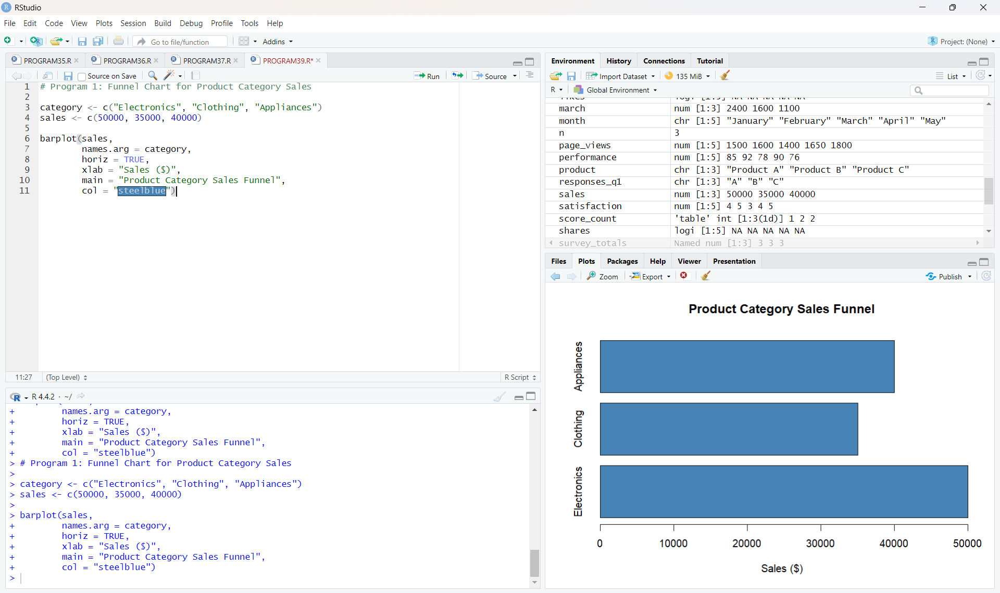 RStudio
File Edit Code View Plots Session Build Debug Profile Tools Help
Go to file/function Addins Project: (None)
PROGRAM35.R PROGRAM36.R PROGRAM37.R PROGRAM39.R*
Source on Save Run Source
1 # Program 1: Funnel Chart for Product Category Sales
2
3 category <- c("Electronics", "Clothing", "Appliances")
4 sales <- c(50000, 35000, 40000)
5
6 barplot(sales,
7 names.arg = category,
8 horiz = TRUE,
9 xlab = "Sales ($)",
10 main = "Product Category Sales Funnel",
11 col = "steelblue")
11:27 (Top Level) R Script
R 4.4.2 · ~/
+ names.arg = category,
+ horiz = TRUE,
+ xlab = "Sales ($)",
+ main = "Product Category Sales Funnel",
+ col = "steelblue")
> # Program 1: Funnel Chart for Product Category Sales
>
> category <- c("Electronics", "Clothing", "Appliances")
> sales <- c(50000, 35000, 40000)
>
> barplot(sales,
+ names.arg = category,
+ horiz = TRUE,
+ xlab = "Sales ($)",
+ main = "Product Category Sales Funnel",
+ col = "steelblue")
>
Environment History Connections Tutorial
Import Dataset 135 MiB List
R Global Environment
march num [1:3] 2400 1600 1100
month chr [1:5] "January" "February" "March" "April" "May"
n 3
page_views num [1:5] 1500 1600 1400 1650 1800
performance num [1:5] 85 92 78 90 76
product chr [1:3] "Product A" "Product B" "Product C"
responses_q1 chr [1:3] "A" "B" "C"
sales num [1:3] 50000 35000 40000
satisfaction num [1:5] 4 5 3 4 5
score_count 'table' int [1:3(1d)] 1 2 2
shares logi [1:5] NA NA NA NA NA
survey_totals Named num [1:3] 3 3 3
Files Plots Packages Help Viewer Presentation
Zoom Export Publish
Product Category Sales Funnel
Appliances
Clothing
Electronics
0 10000 20000 30000 40000 50000
Sales ($)